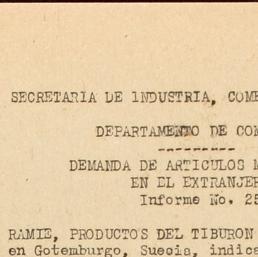 SECRETARIA DE INDUSTRIA, COME
DEPARTAMENTO DE COM
---------
DEMANDA DE ARTICULOS M
EN EL EXTRANJER
Informe No. 25
RAMIE, PRODUCTOS DEL TIBURON
en Gotemburgo, Suecia, indica